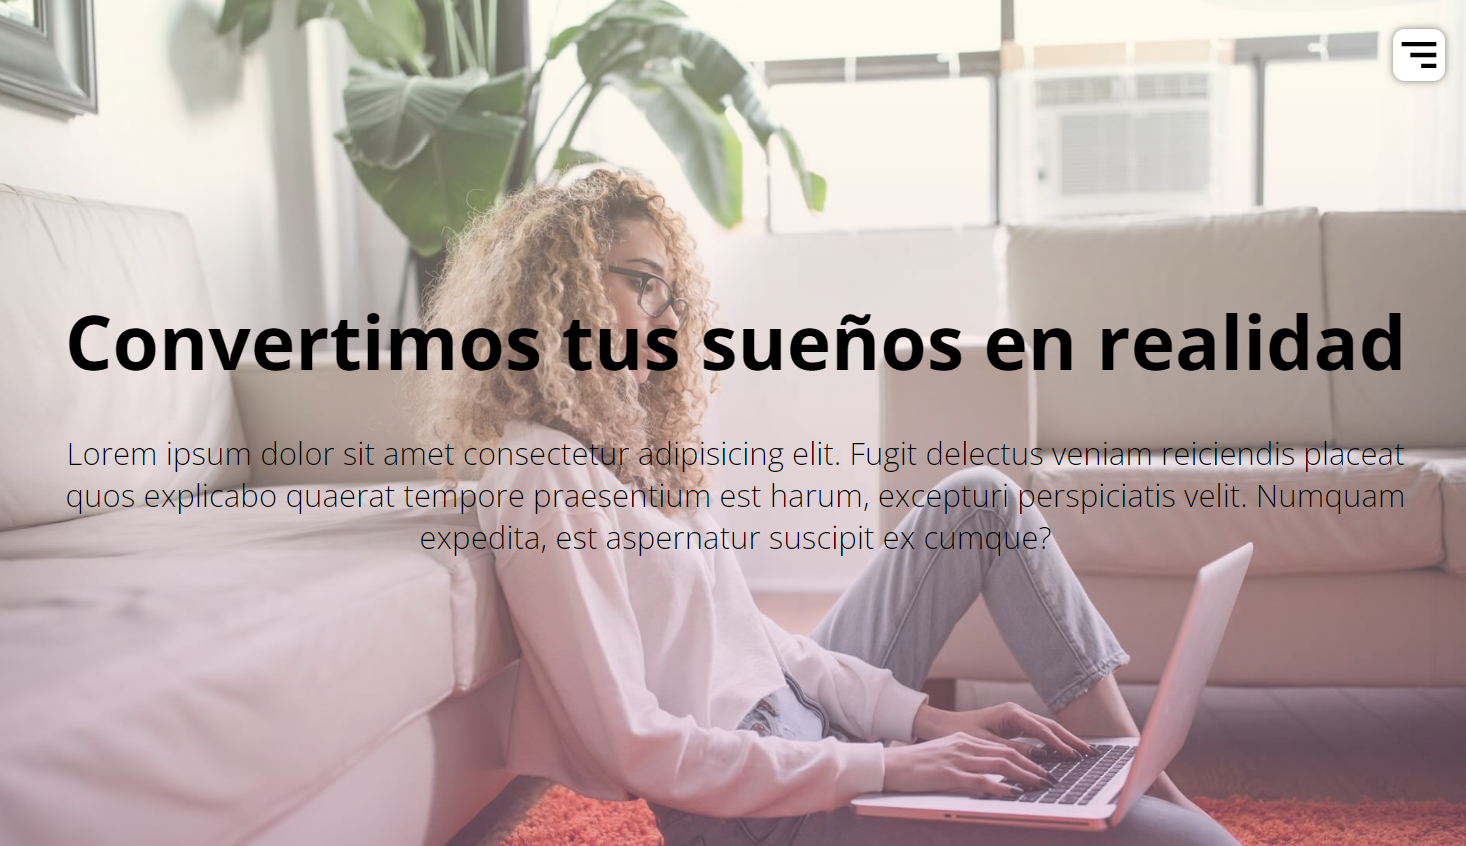 Convertimos tus sueños en realidad
Lorem ipsum dolor sit amet consectetur adipisicing elit. Fugit delectus veniam reiciendis placeat
quos explicabo quaerat tempore praesentium est harum, excepturi perspiciatis velit. Numquam
expedita, est aspernatur suscipit ex cumque?